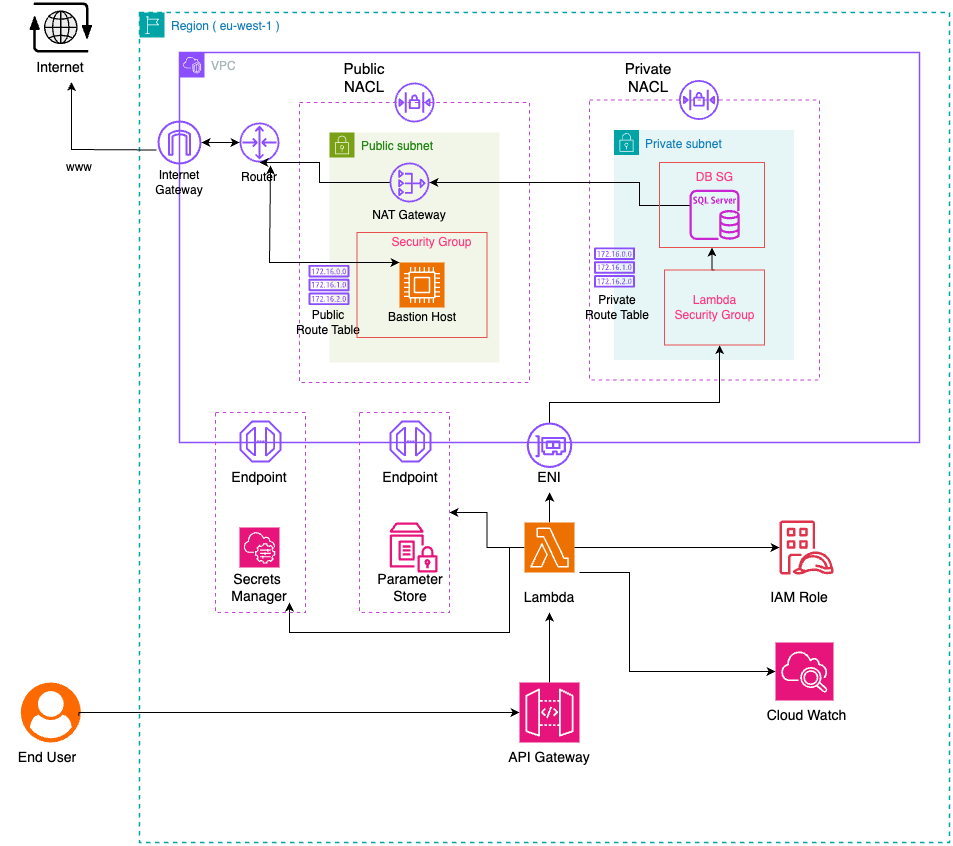 Region ( eu-west-1 )
Internet
VPC
Public
NACL
Private
NACL
www
Internet
Gateway
Router
Public subnet
NAT Gateway
Security Group
Bastion Host
172.16.0.0
172.16.1.0
172.16.2.0
Public
Route Table
Private subnet
DB SG
SQL Server
172.16.0.0
172.16.1.0
172.16.2.0
Private
Route Table
Lambda
Security Group
Endpoint
Endpoint
ENI
Secrets
Manager
Parameter
Store
Lambda
IAM Role
Cloud Watch
</>
API Gateway
End User